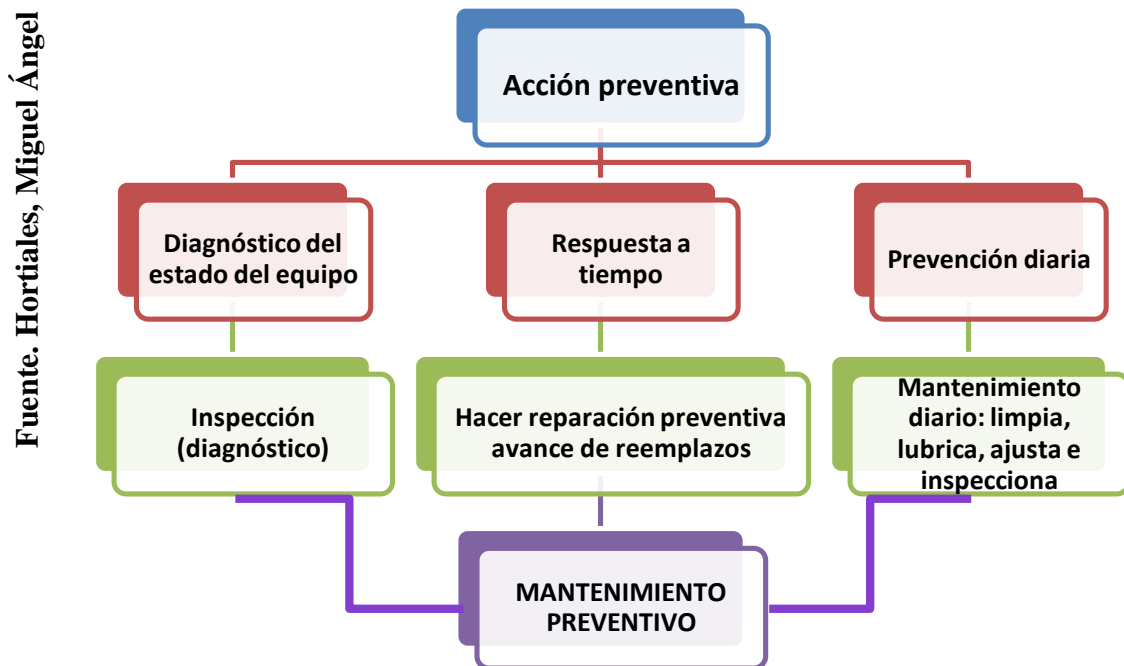 Fuente. Hortiales, Miguel Ángel
Acción preventiva
Diagnóstico del
estado del equipo
Respuesta a
tiempo
Prevención diaria
Inspección
(diagnóstico)
Hacer reparación preventiva
avance de reemplazos
Mantenimiento
diario: limpia,
lubrica, ajusta e
inspecciona
MANTENIMIENTO
PREVENTIVO